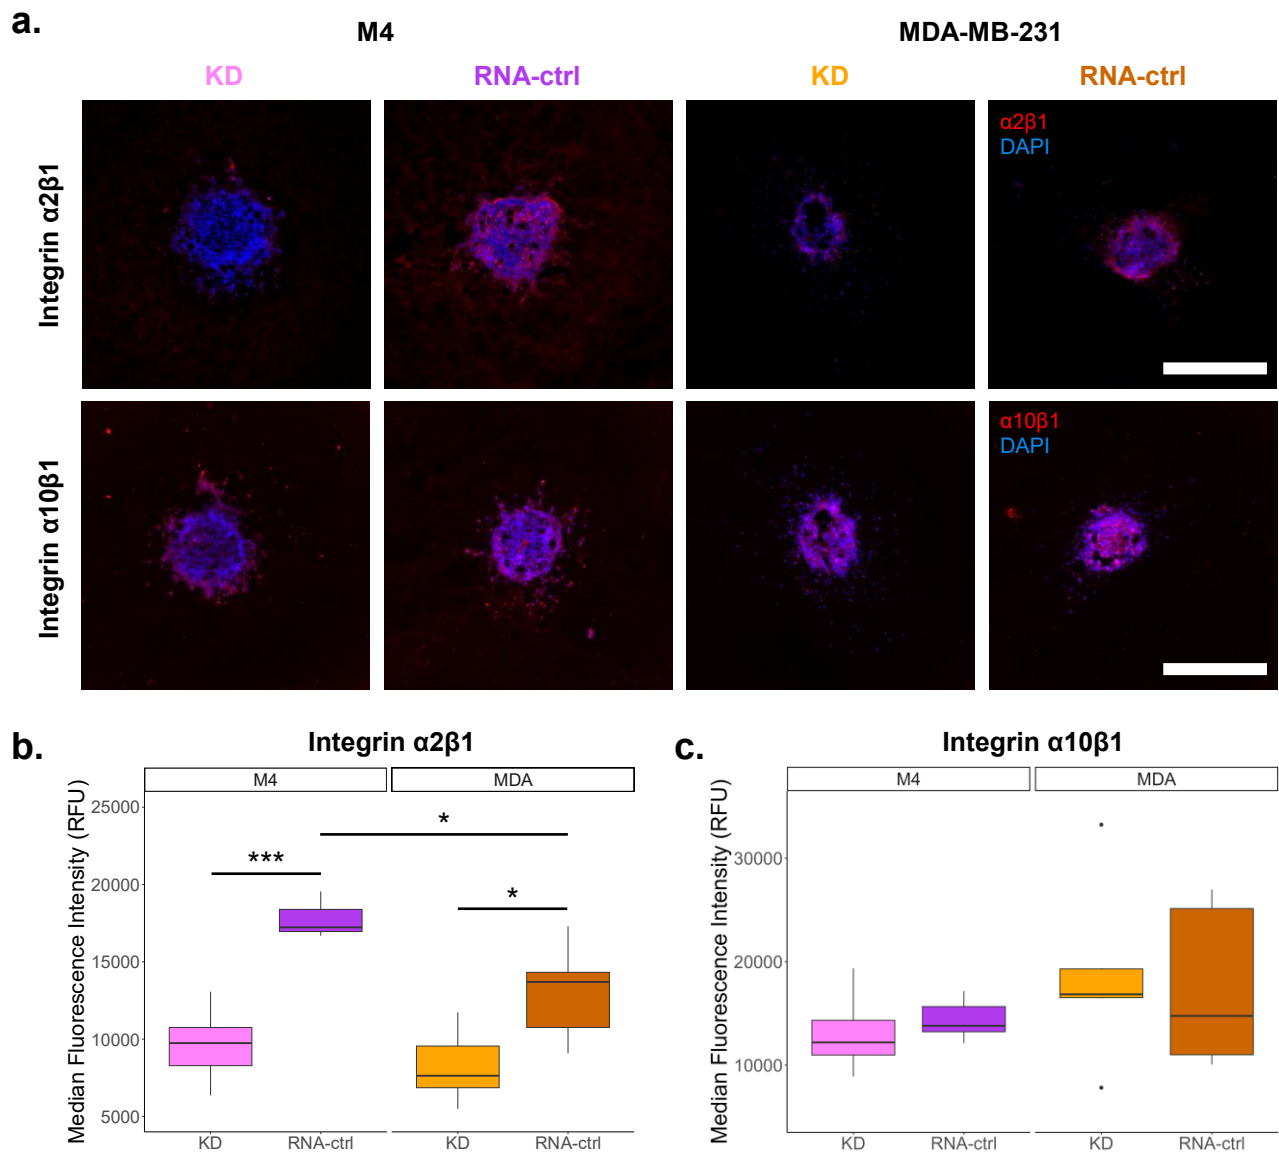 a.
M4
MDA-MB-231
KD
RNA-ctrl
KD
RNA-ctrl
Integrin α2β1
α2β1
DAPI
Integrin α10β1
α10β1
DAPI
b.
Integrin α2β1
Median Fluorescence Intensity (RFU)
M4
MDA
25000
20000
15000
10000
5000
***
*
*
KD
RNA-ctrl
KD
RNA-ctrl
c.
Integrin α10β1
Median Fluorescence Intensity (RFU)
M4
MDA
30000
20000
10000
KD
RNA-ctrl
KD
RNA-ctrl